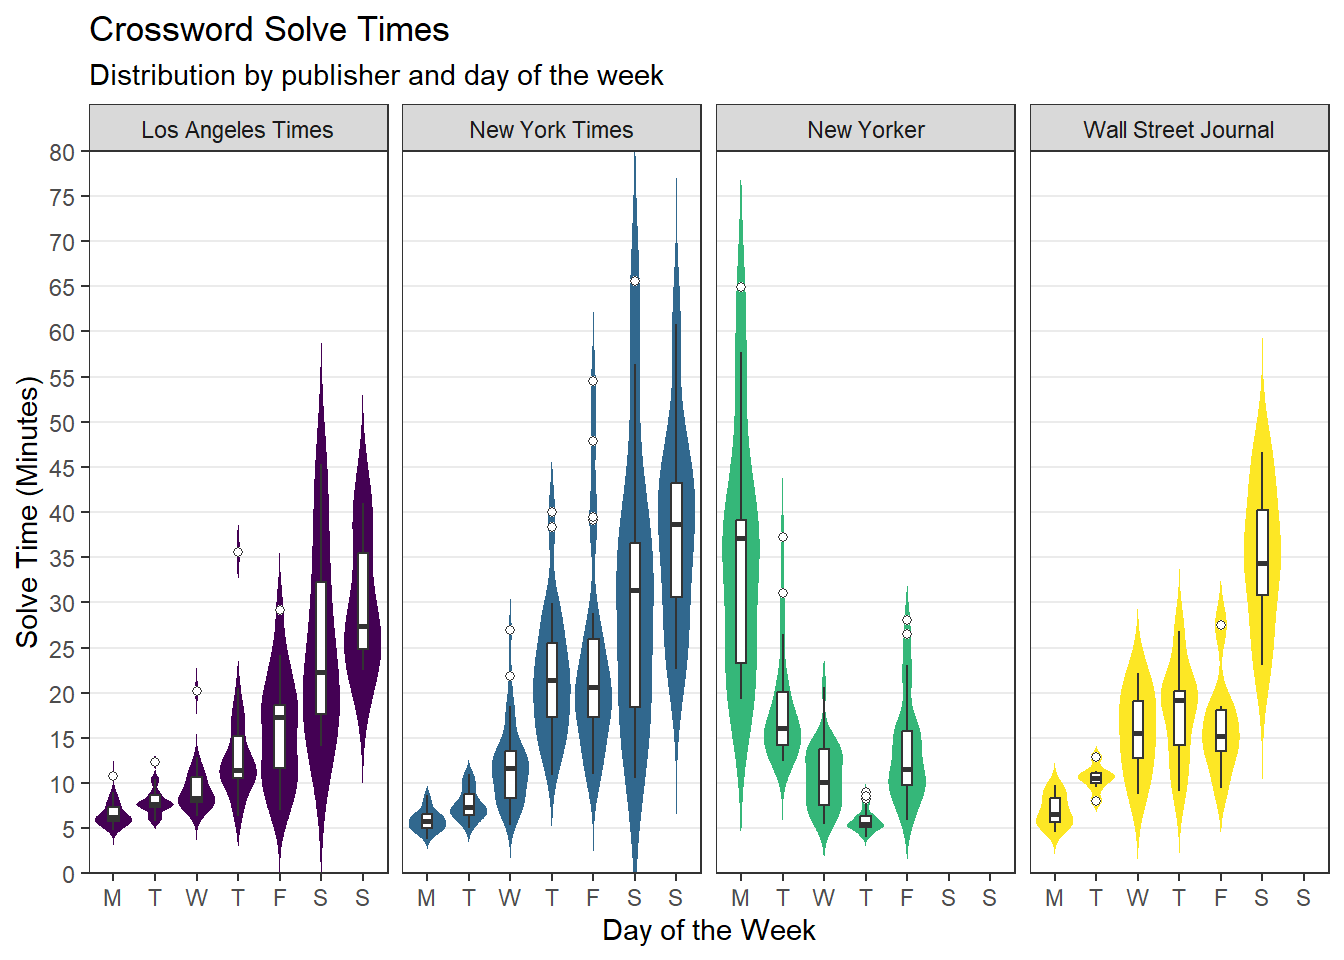 Crossword Solve Times
Distribution by publisher and day of the week
Los Angeles Times
New York Times
New Yorker
Wall Street Journal
Solve Time (Minutes)
80
75
70
65
60
55
50
45
40
35
30
25
20
15
10
5
0
M T W T F S S
M T W T F S S
M T W T F S S
M T W T F S S
Day of the Week